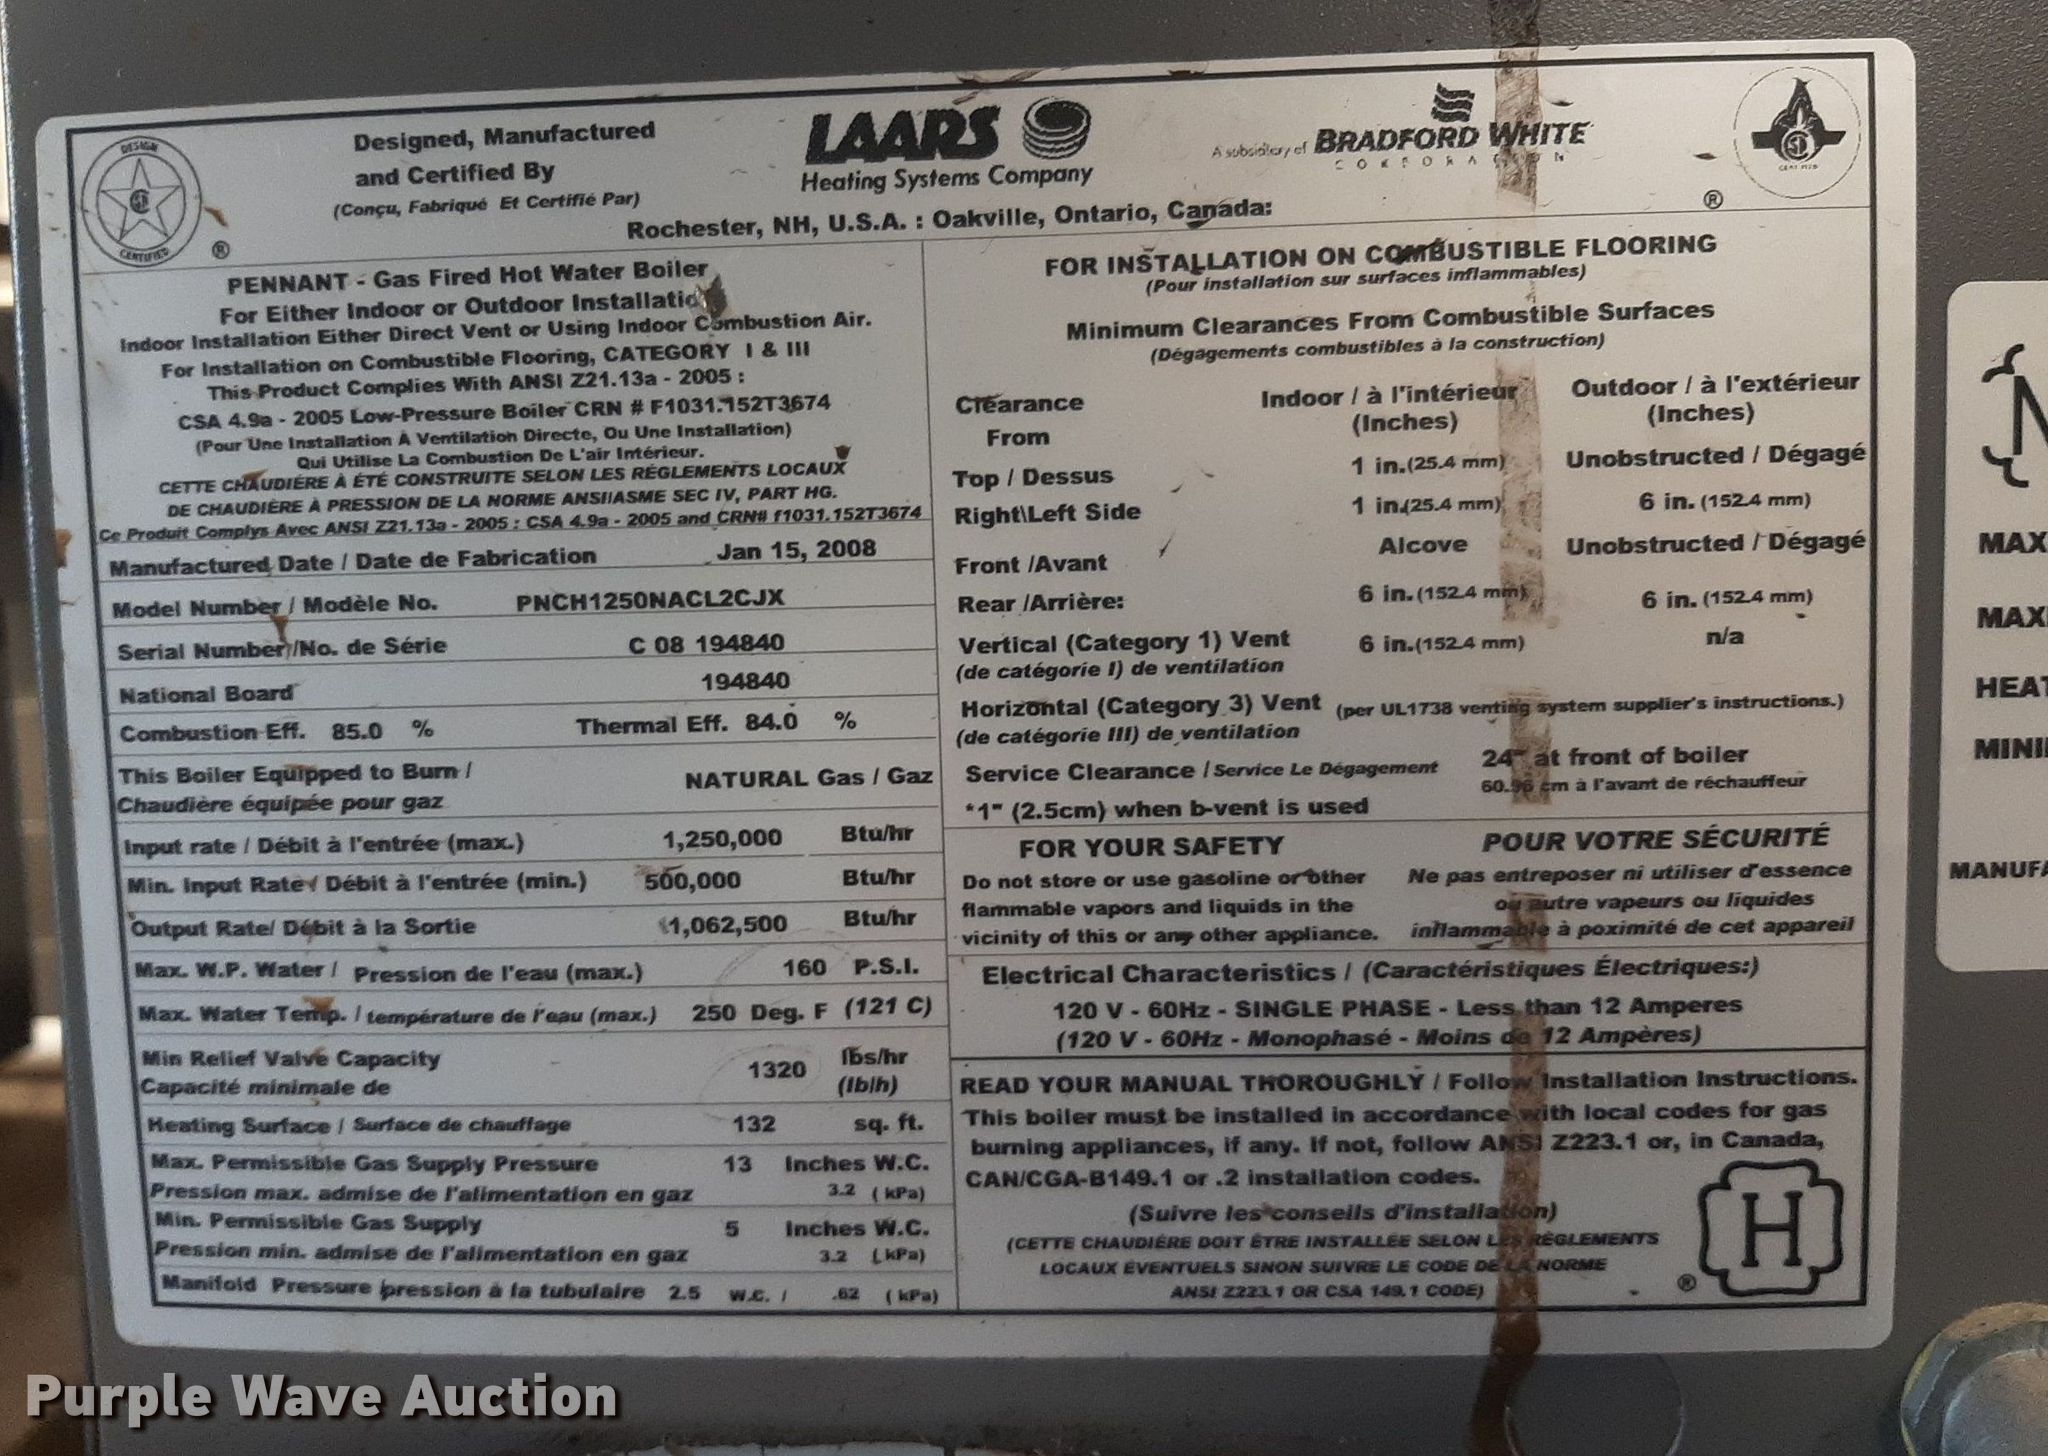 DESIGN
CERTIFIED
®
Designed, Manufactured
and Certified By
(Conçu, Fabriqué Et Certifié Par)
LAARS
Heating Systems Company
A subsidiary of BRADFORD WHITE
CORPORATION
®
Rochester, NH, U.S.A. : Oakville, Ontario, Canada:
PENNANT - Gas Fired Hot Water Boiler
For Either Indoor or Outdoor Installation
Indoor Installation Either Direct Vent or Using Indoor Combustion Air.
For Installation on Combustible Flooring, CATEGORY I & III
This Product Complies With ANSI Z21.13a - 2005 :
CSA 4.9a - 2005 Low-Pressure Boiler CRN # F1031.152T3674
(Pour Une Installation À Ventilation Directe, Ou Une Installation)
Qui Utilise La Combustion De L'air Intérieur.
CETTE CHAUDIÈRE À ÉTÉ CONSTRUITE SELON LES RÉGLEMENTS LOCAUX
DE CHAUDIÈRE À PRESSION DE LA NORME ANSI/ASME SEC IV, PART HG.
Ce Produit Complys Avec ANSI Z21.13a - 2005 : CSA 4.9a - 2005 and CRN# f1031.152T3674
Manufactured Date / Date de Fabrication Jan 15, 2008
Model Number / Modèle No. PNCH1250NACL2CJX
Serial Number /No. de Série C 08 194840
National Board 194840
Combustion Eff. 85.0 % Thermal Eff. 84.0 %
This Boiler Equipped to Burn /
Chaudière équipée pour gaz NATURAL Gas / Gaz
Input rate / Débit à l'entrée (max.) 1,250,000 Btu/hr
Min. Input Rate / Débit à l'entrée (min.) 500,000 Btu/hr
Output Rate/ Débit à la Sortie 1,062,500 Btu/hr
Max. W.P. Water / Pression de l'eau (max.) 160 P.S.I.
Max. Water Temp. / température de l'eau (max.) 250 Deg. F (121 C)
Min Relief Valve Capacity 1320 lbs/hr
Capacité minimale de (lb/h)
Heating Surface / Surface de chauffage 132 sq. ft.
Max. Permissible Gas Supply Pressure 13 Inches W.C.
Pression max. admise de l'alimentation en gaz 3.2 ( kPa)
Min. Permissible Gas Supply 5 Inches W.C.
Pression min. admise de l'alimentation en gaz 3.2 ( kPa)
Manifold Pressure /pression à la tubulaire 2.5 W.C. / .62 ( kPa)
FOR INSTALLATION ON COMBUSTIBLE FLOORING
(Pour installation sur surfaces inflammables)
Minimum Clearances From Combustible Surfaces
(Dégagements combustibles à la construction)
Clearance Indoor / à l'intérieur Outdoor / à l'extérieur
From (Inches) (Inches)
Top / Dessus 1 in.(25.4 mm) Unobstructed / Dégagé
Right\Left Side 1 in.(25.4 mm) 6 in. (152.4 mm)
Front /Avant Alcove Unobstructed / Dégagé
Rear /Arrière: 6 in.(152.4 mm) 6 in. (152.4 mm)
Vertical (Category 1) Vent 6 in.(152.4 mm) n/a
(de catégorie I) de ventilation
Horizontal (Category 3) Vent (per UL1738 venting system supplier's instructions.)
(de catégorie III) de ventilation
Service Clearance / Service Le Dégagement 24" at front of boiler
60.96 cm à l'avant de réchauffeur
*1" (2.5cm) when b-vent is used
FOR YOUR SAFETY
Do not store or use gasoline or other
flammable vapors and liquids in the
vicinity of this or any other appliance.
POUR VOTRE SÉCURITÉ
Ne pas entreposer ni utiliser d'essence
ou autre vapeurs ou liquides
inflammable à poximité de cet appareil
Electrical Characteristics / (Caractéristiques Électriques:)
120 V - 60Hz - SINGLE PHASE - Less than 12 Amperes
(120 V - 60Hz - Monophasé - Moins de 12 Ampères)
READ YOUR MANUAL THOROUGHLY / Follow Installation Instructions.
This boiler must be installed in accordance with local codes for gas
burning appliances, if any. If not, follow ANSI Z223.1 or, in Canada,
CAN/CGA-B149.1 or .2 installation codes.
(Suivre les conseils d'installation)
(CETTE CHAUDIÈRE DOIT ÊTRE INSTALLÉE SELON LES RÉGLEMENTS
LOCAUX ÉVENTUELS SINON SUIVRE LE CODE DE LA NORME
ANSI Z223.1 OR CSA 149.1 CODE)
H
®
MAX
HEAT
MANUFA
Purple Wave Auction